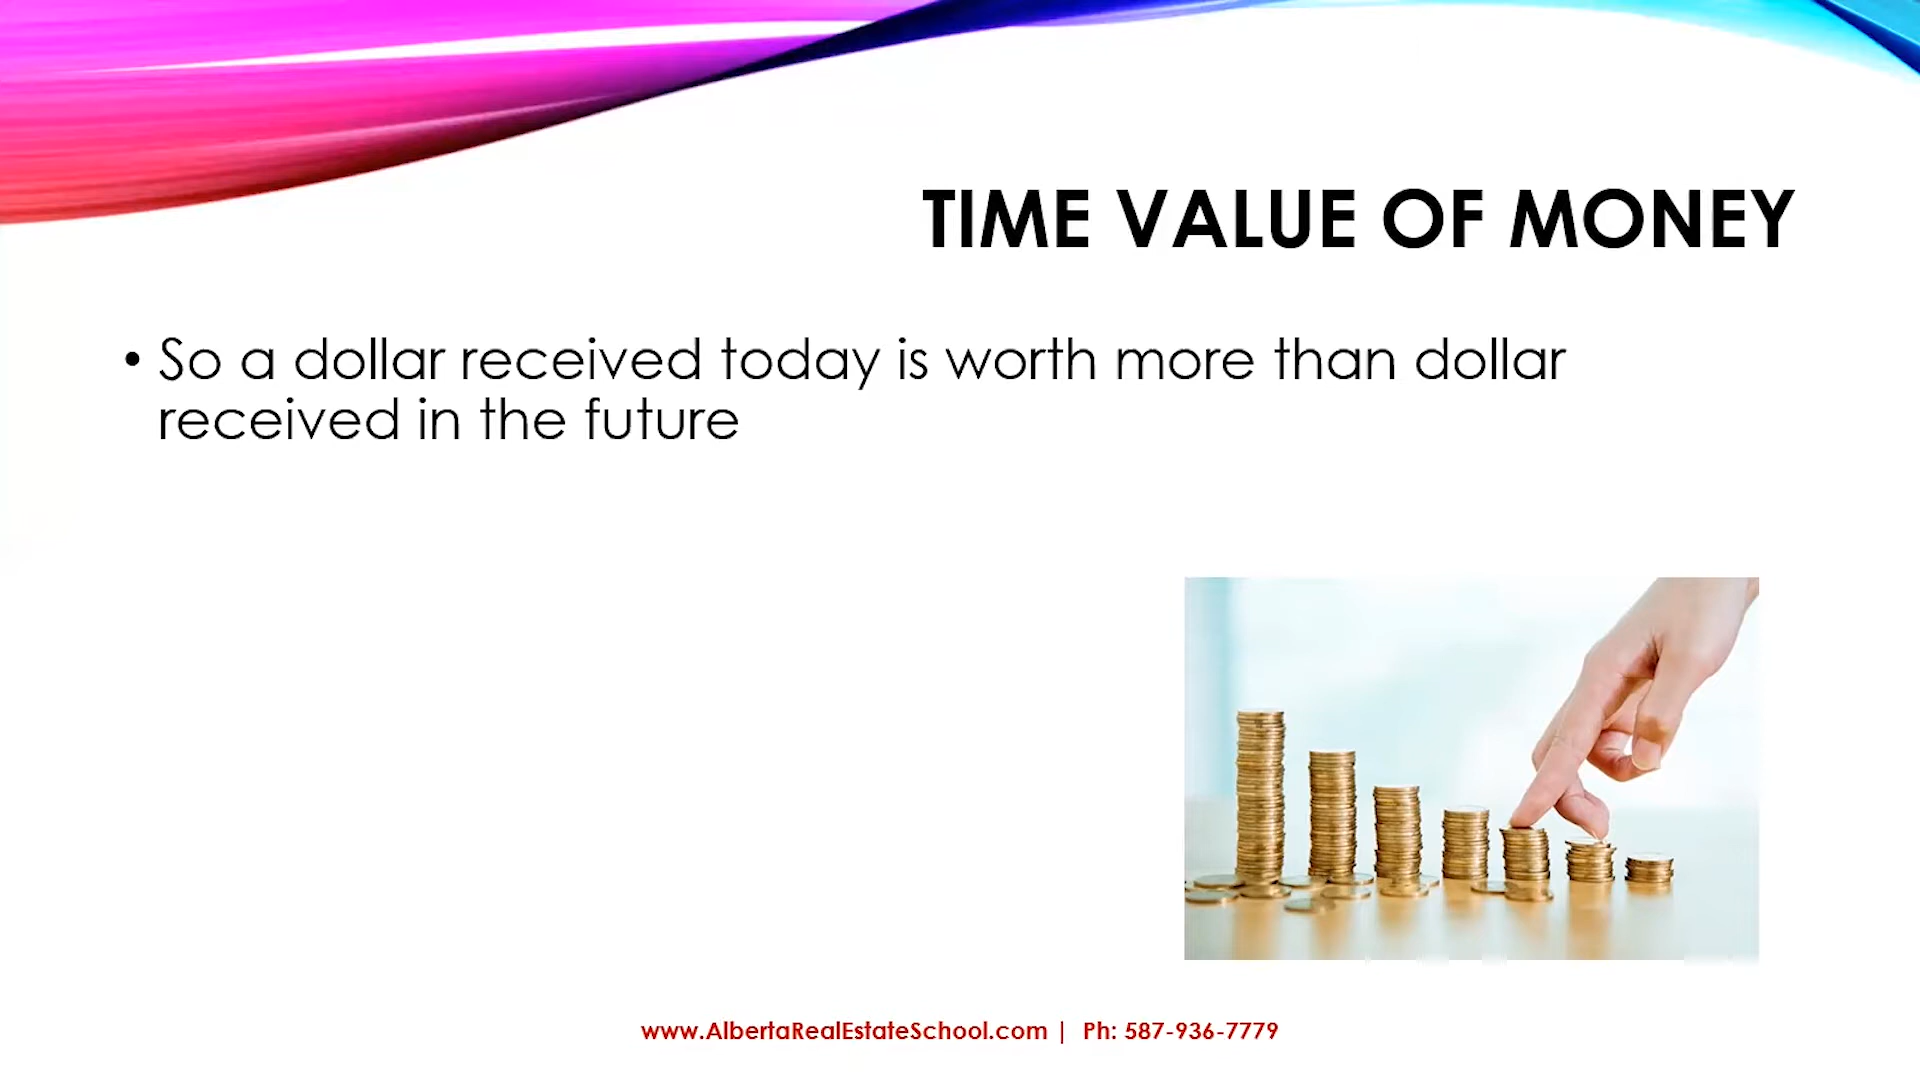 TIME VALUE OF MONEY
• So a dollar received today is worth more than dollar
received in the future
www.AlbertaRealEstateSchool.com | Ph: 587-936-7779